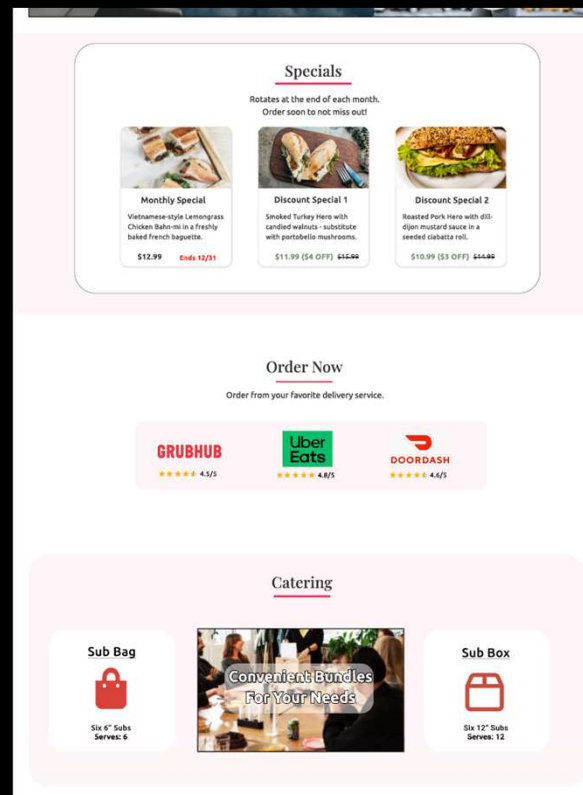 Specials
Rotates at the end of each month.
Order soon to not miss out!
Monthly Special
Vietnamese-style Lemongrass
Chicken Bahn-mi in a freshly
baked french baguette.
$12.99 Ends 12/31
Discount Special 1
Smoked Turkey Hero with
candied walnuts - substitute
with portobello mushrooms.
$11.99 ($4 OFF) $15.99
Discount Special 2
Roasted Pork Hero with dill-
dijon mustard sauce in a
seeded ciabatta roll.
$10.99 ($3 OFF) $14.99
Order Now
Order from your favorite delivery service.
GRUBHUB
4.5/5
Uber
Eats
4.8/5
DOORDASH
4.6/5
Catering
Sub Bag
Six 6" Subs
Serves: 6
Convenient Bundles
For Your Needs
Sub Box
Six 12" Subs
Serves: 12